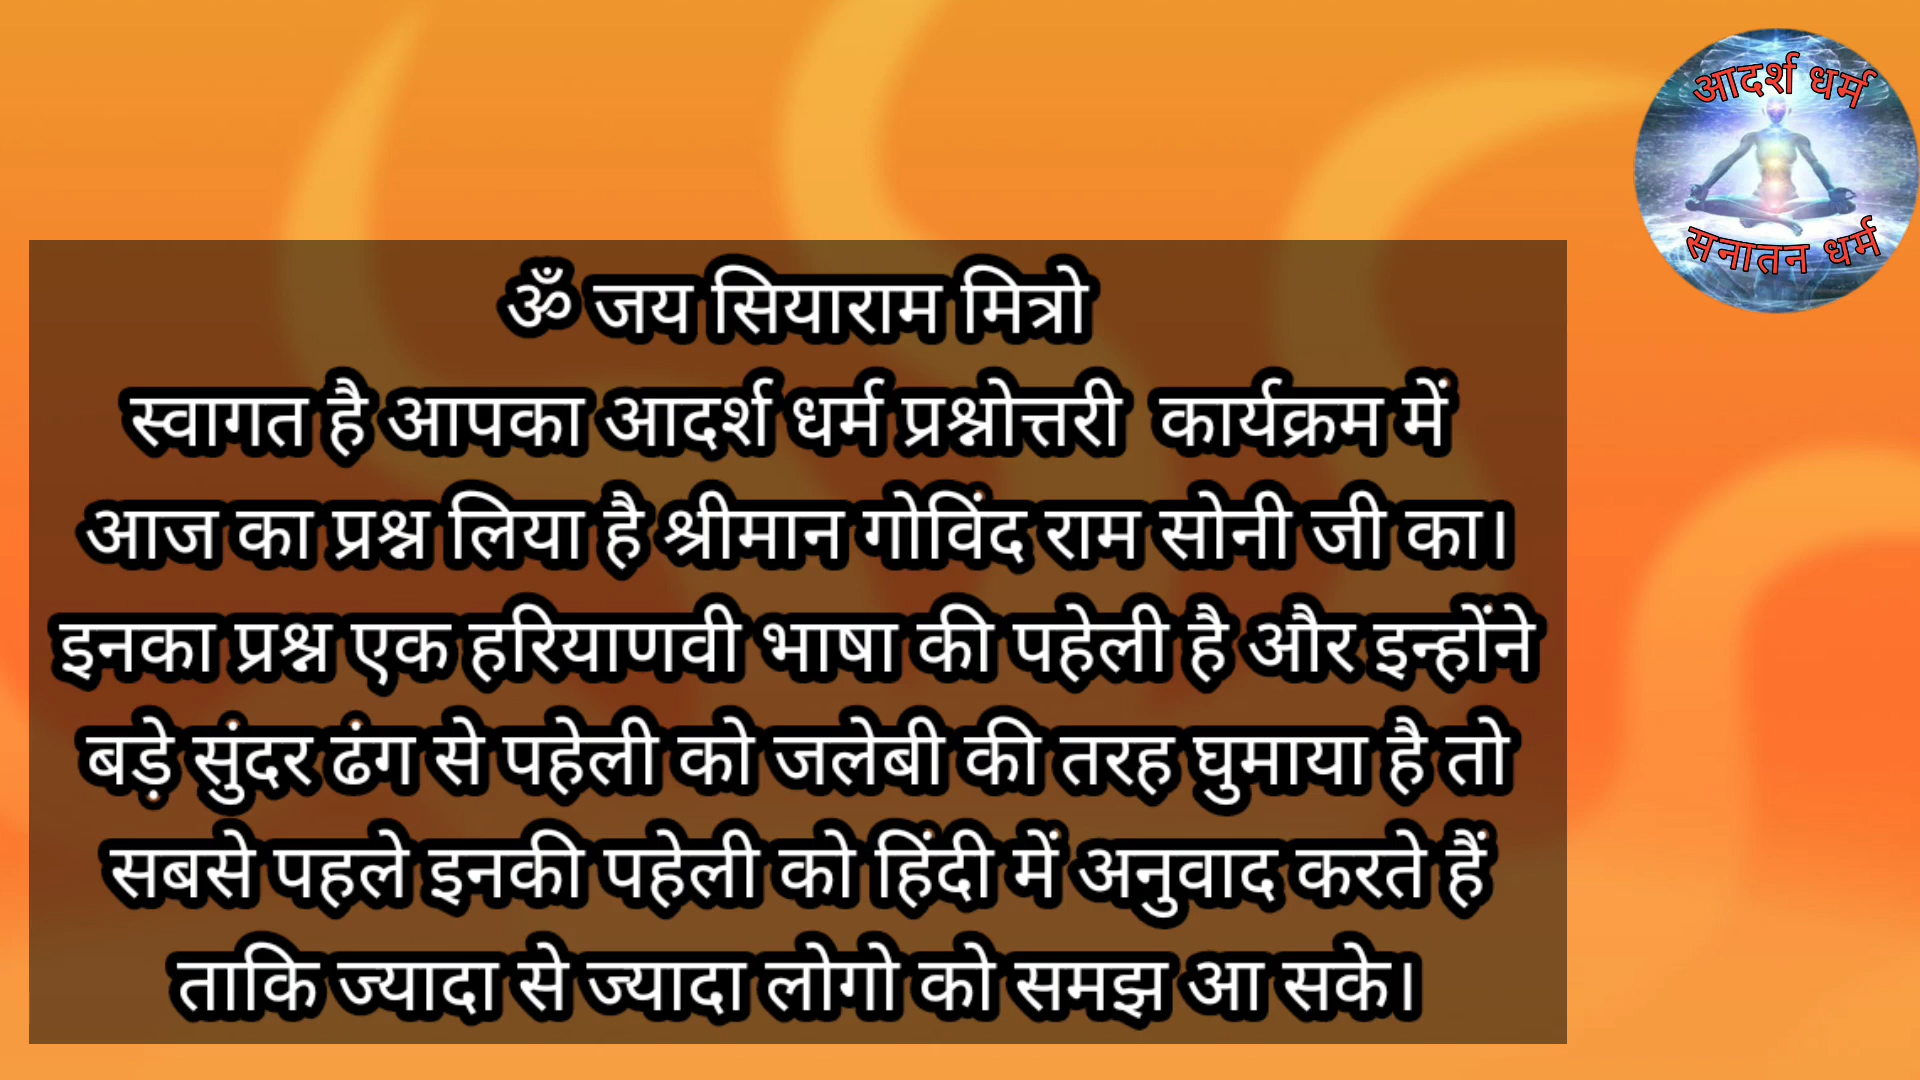 आदर्श धर्म
सनातन धर्म
ॐ जय सियाराम मित्रो
स्वागत है आपका आदर्श धर्म प्रश्नोत्तरी कार्यक्रम में
आज का प्रश्न लिया है श्रीमान गोविंद राम सोनी जी का।
इनका प्रश्न एक हरियाणवी भाषा की पहेली है और इन्होंने
बड़े सुंदर ढंग से पहेली को जलेबी की तरह घुमाया है तो
सबसे पहले इनकी पहेली को हिंदी में अनुवाद करते हैं
ताकि ज्यादा से ज्यादा लोगो को समझ आ सके।